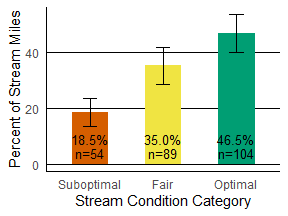 Percent of Stream Miles
40
20
0
18.5%
n=54
35.0%
n=89
46.5%
n=104
Suboptimal
Fair
Optimal
Stream Condition Category